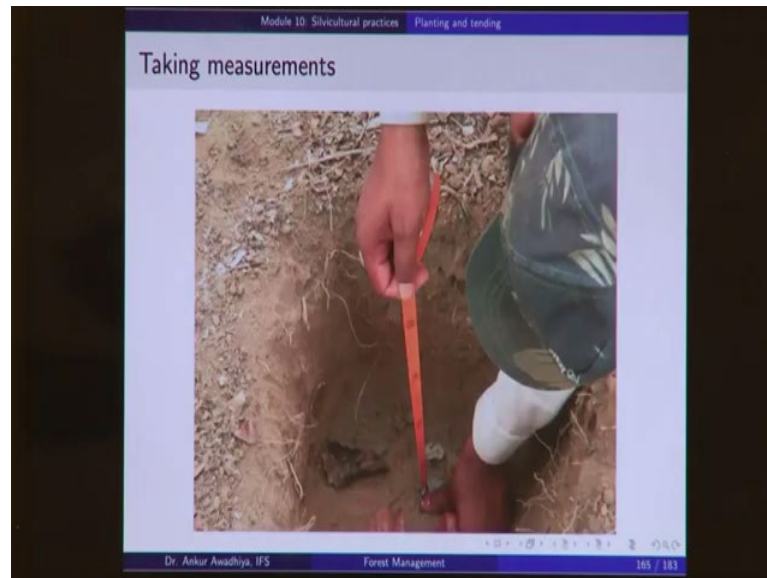 Module 10: Silvicultural practices Planting and tending
Taking measurements
Dr. Ankur Awadhiya, IFS Forest Management 165 / 183